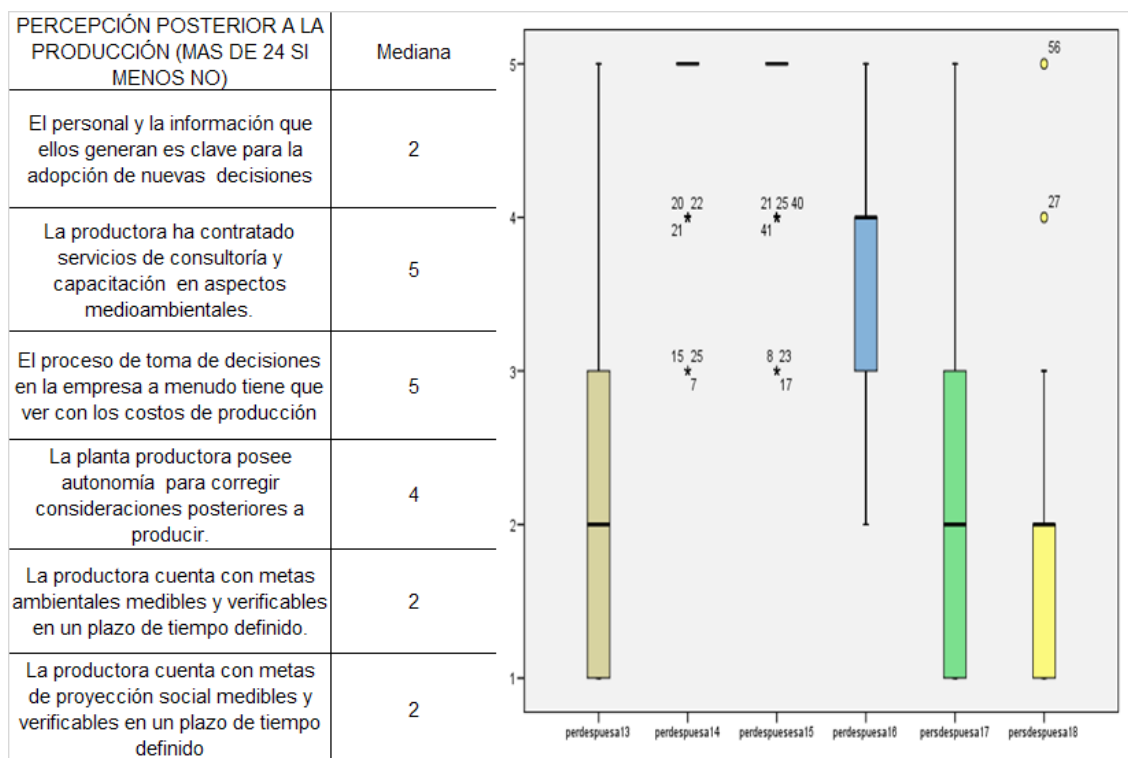 PERCEPCIÓN POSTERIOR A LA
PRODUCCIÓN (MAS DE 24 SI
MENOS NO)
Mediana
El personal y la información que
ellos generan es clave para la
adopción de nuevas decisiones
2
La productora ha contratado
servicios de consultoría y
capacitación en aspectos
medioambientales.
5
El proceso de toma de decisiones
en la empresa a menudo tiene que
ver con los costos de producción
5
La planta productora posee
autonomía para corregir
consideraciones posteriores a
producir.
4
La productora cuenta con metas
ambientales medibles y verificables
en un plazo de tiempo definido.
2
La productora cuenta con metas
de proyección social medibles y
verificables en un plazo de tiempo
definido
2
56
5
20 22
21 25 40
27
4
21
41
15 25
8 23
3
7
17
2
1
perdespuesa13 perdespuesa14 perdespuesesa15 perdespuesa16 persdespuesa17 persdespuesa18